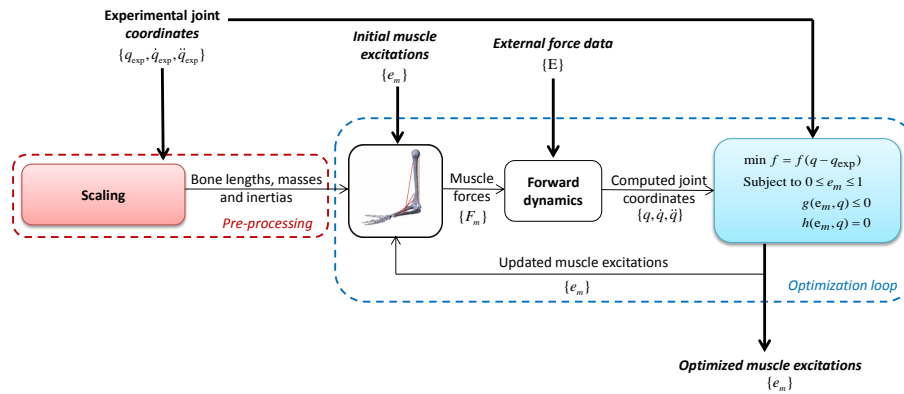 Experimental joint
coordinates
{q_exp, q̇_exp, q̈_exp}
Initial muscle
excitations
{e_m}
External force data
{E}
Scaling
Bone lengths, masses
and inertias
Pre-processing
Muscle
forces
{F_m}
Forward
dynamics
Computed joint
coordinates
{q, q̇, q̈}
min f = f(q − q_exp)
Subject to 0 ≤ e_m ≤ 1
g(e_m, q) ≤ 0
h(e_m, q) = 0
Updated muscle excitations
{e_m}
Optimization loop
Optimized muscle excitations
{e_m}